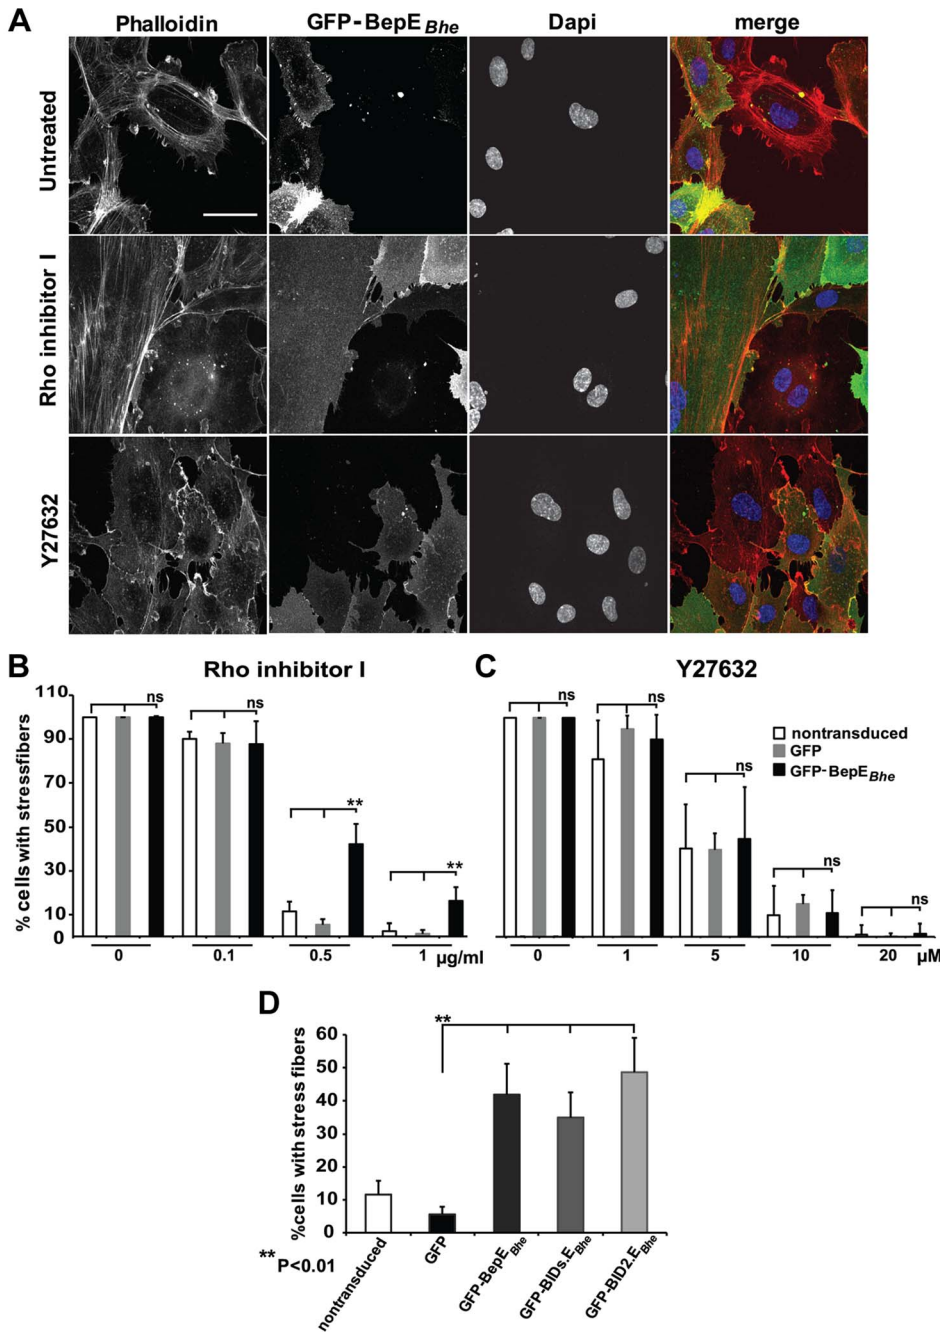 A
Phalloidin GFP-BepE Bhe Dapi merge
Untreated
Rho inhibitor I
Y27632
B Rho inhibitor I
% cells with stressfibers
110
90
70
50
30
10
0
ns
ns
**
**
0 0.1 0.5 1 µg/ml
C Y27632
ns
ns
ns
ns
ns
nontransduced
GFP
GFP-BepE Bhe
0 1 5 10 20 µM
D
%cells with stress fibers
60
50
40
30
20
10
0
**
**P<0.01
nontransduced
GFP
GFP-BepE Bhe
GFP-BIDs.E Bhe
GFP-BID2.E Bhe